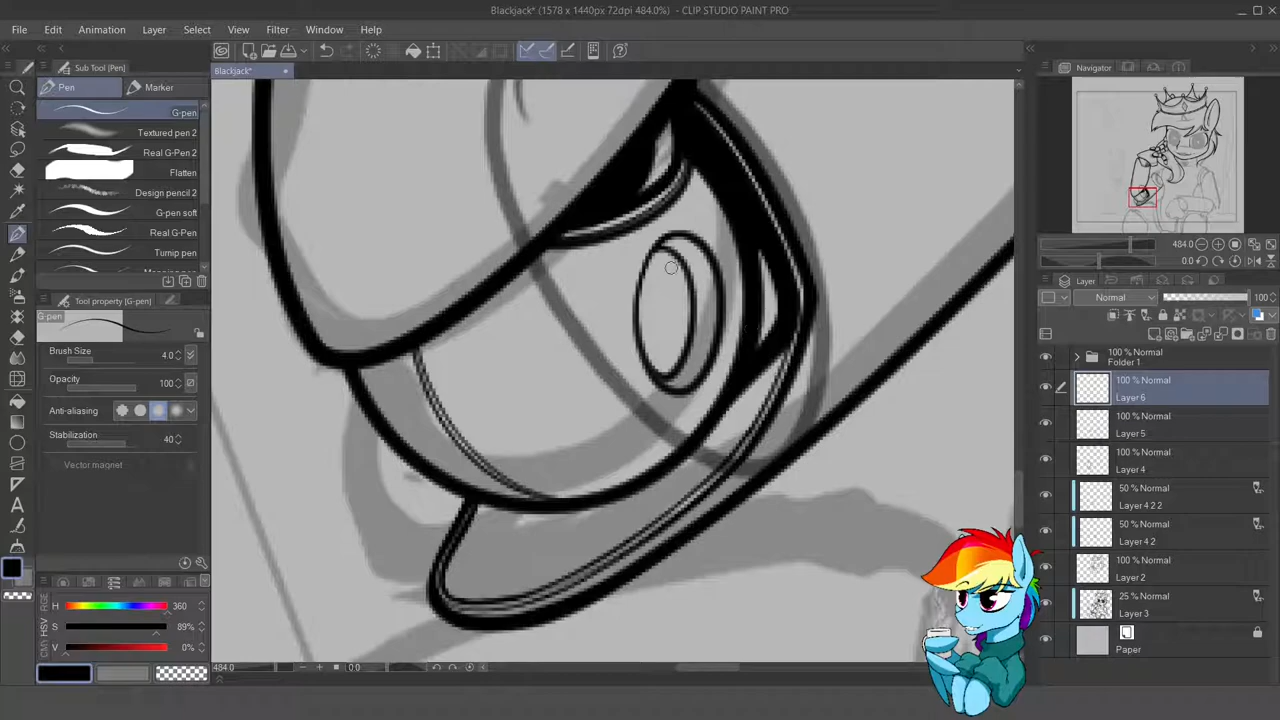 Blackjack* (1578 x 1440px 72dpi 484.0%) - CLIP STUDIO PAINT PRO
File Edit Animation Layer Select View Filter Window Help
Sub Tool [Pen]
Blackjack*
Navigator
Pen Marker
G-pen
Textured pen 2
Real G-Pen 2
Flatten
Design pencil 2
G-pen soft
Real G-Pen
Turnip pen
Tool property [G-pen]
G-pen
Brush Size 4.0
Opacity 100
Anti-aliasing
Stabilization 40
Vector magnet
H 360
S 89%
V 0%
RGB
HSV
484.0 0.0
484.0
0.0
Layer
Normal 100
100 % Normal
Folder 1
100 % Normal
Layer 6
100 % Normal
Layer 5
100 % Normal
Layer 4
50 % Normal
Layer 4 2 2
50 % Normal
Layer 4 2
100 % Normal
Layer 2
25 % Normal
Layer 3
Paper